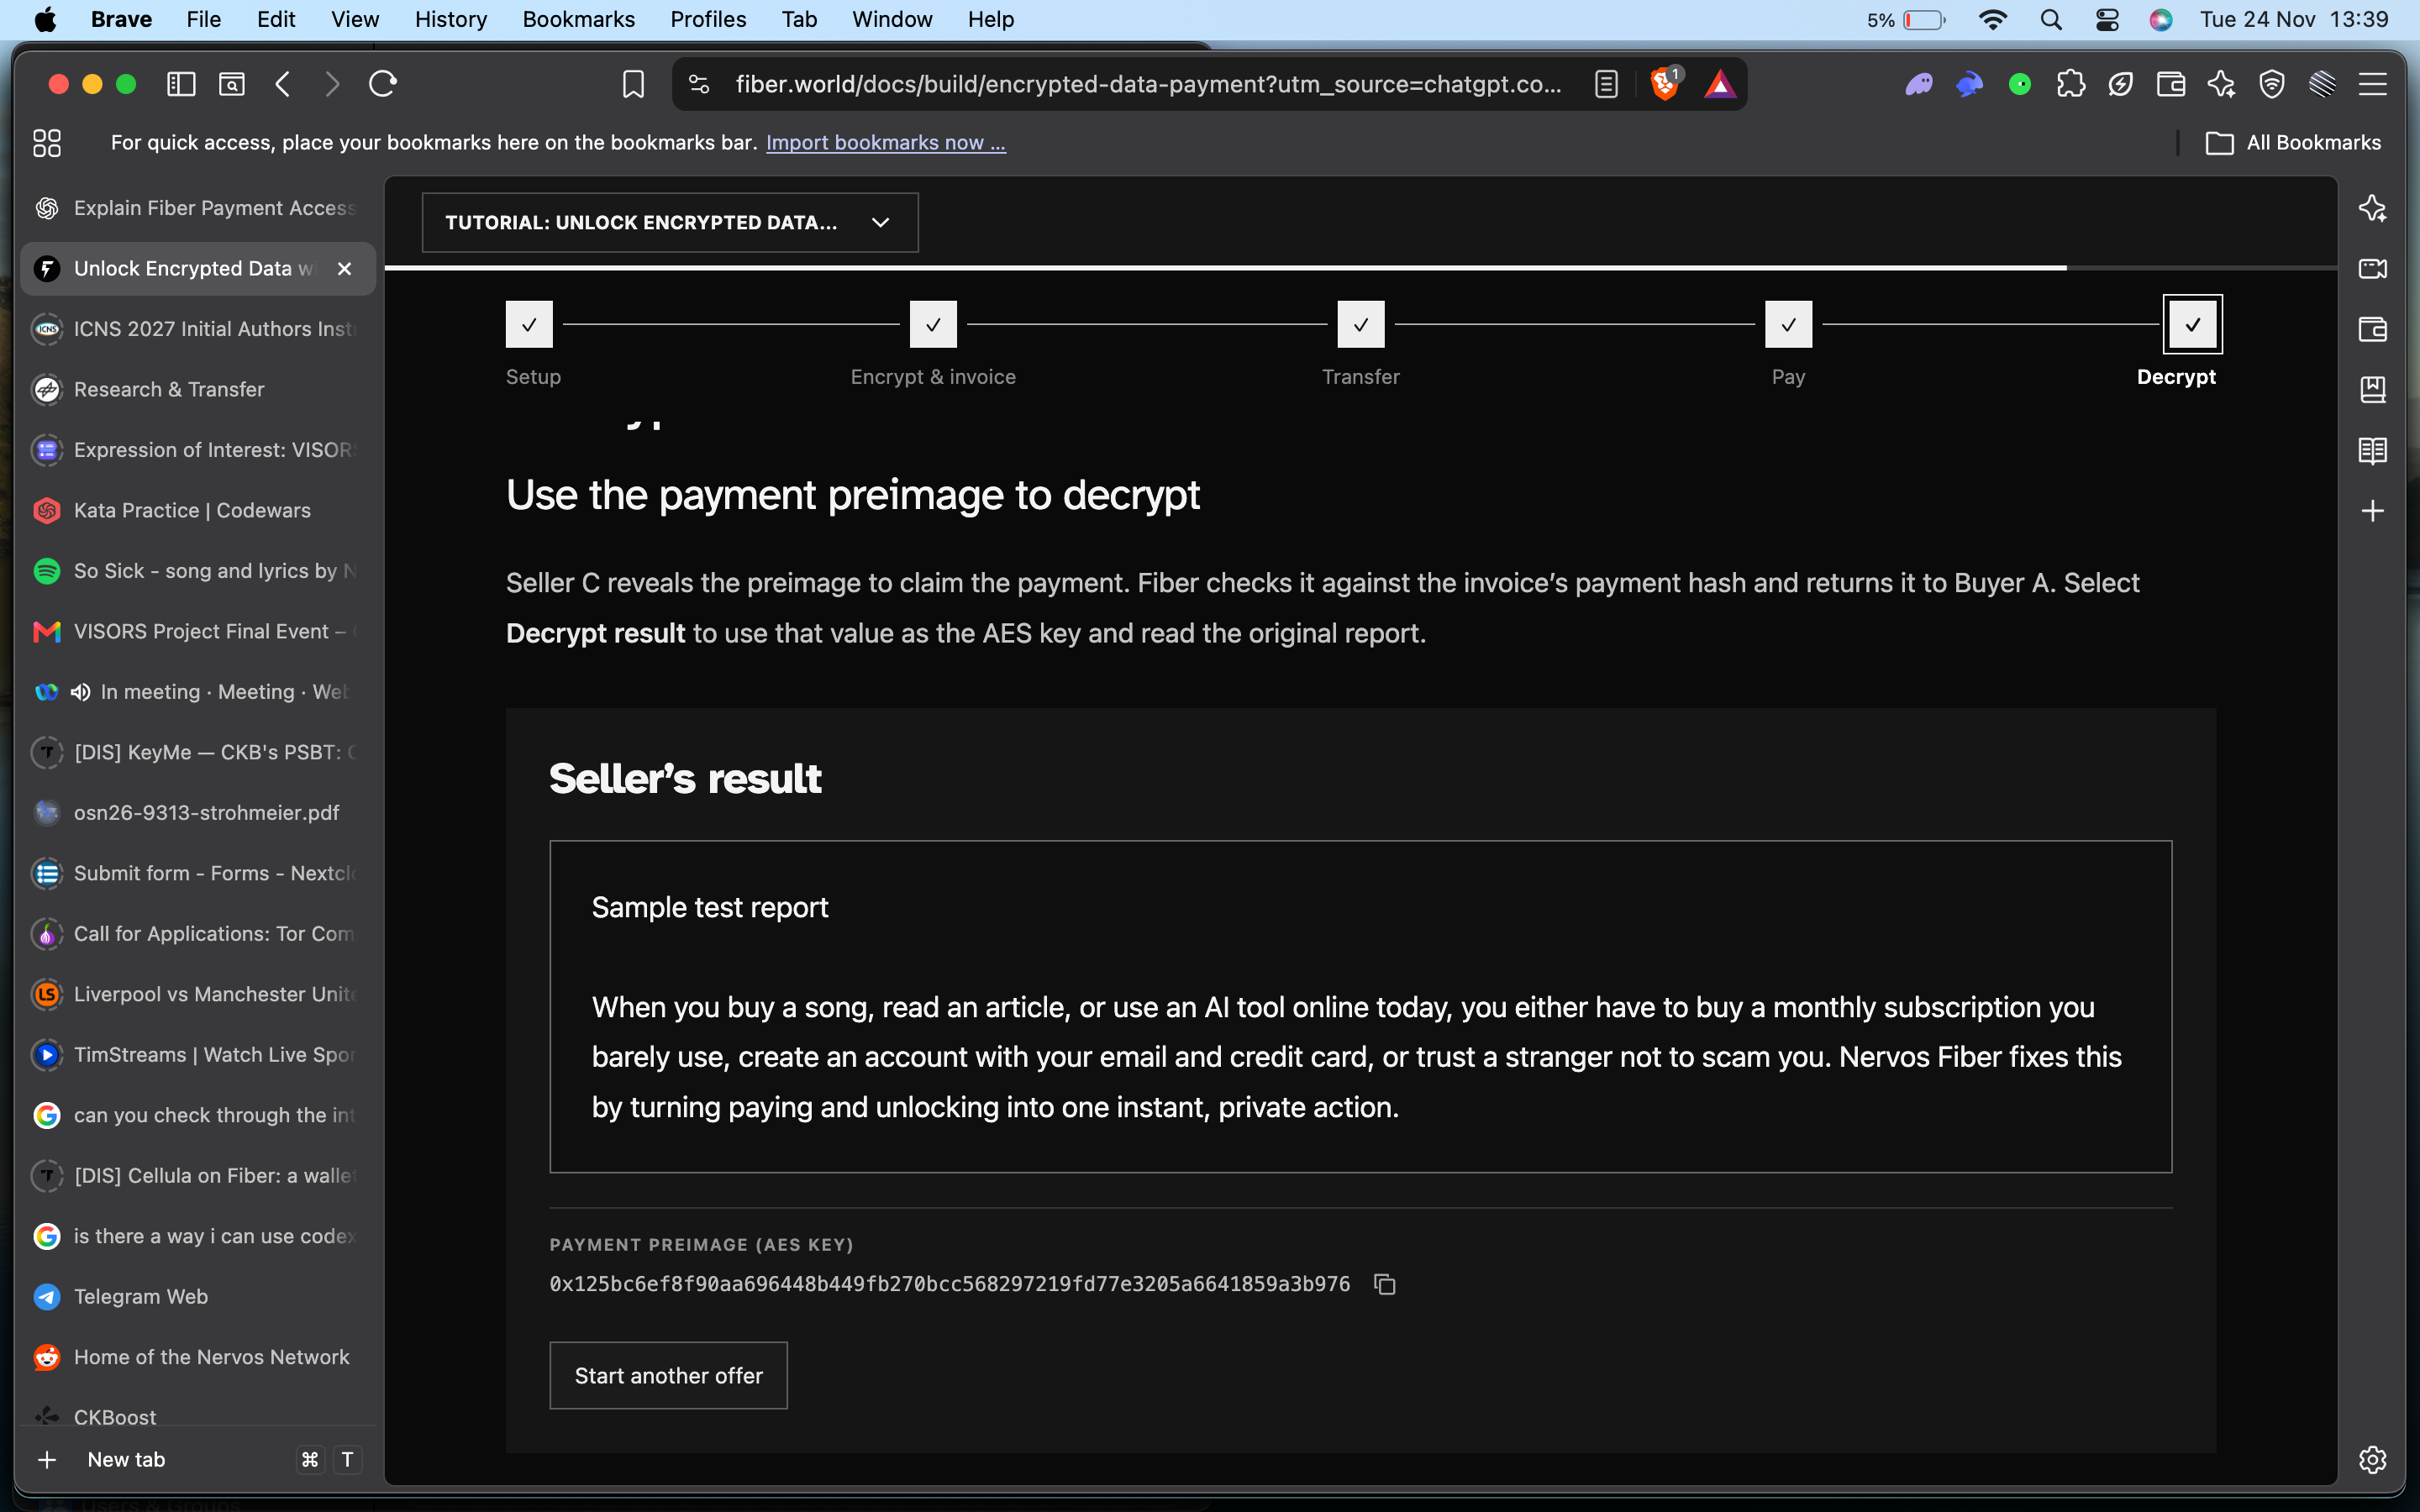 Brave File Edit View History Bookmarks Profiles Tab Window Help 5% Tue 24 Nov 13:39
fiber.world/docs/build/encrypted-data-payment?utm_source=chatgpt.co... 1
For quick access, place your bookmarks here on the bookmarks bar. Import bookmarks now ... All Bookmarks
Explain Fiber Payment Access
Unlock Encrypted Data w
ICNS 2027 Initial Authors Inst
Research & Transfer
Expression of Interest: VISORS
Kata Practice | Codewars
So Sick - song and lyrics by N
VISORS Project Final Event –
In meeting · Meeting · Web
[DIS] KeyMe — CKB's PSBT:
osn26-9313-strohmeier.pdf
Submit form - Forms - Nextcl
Call for Applications: Tor Com
Liverpool vs Manchester Unite
TimStreams | Watch Live Spor
can you check through the int
[DIS] Cellula on Fiber: a wallet
is there a way i can use codex
Telegram Web
Home of the Nervos Network
CKBoost
New tab ⌘ T
TUTORIAL: UNLOCK ENCRYPTED DATA...
Setup
Encrypt & invoice
Transfer
Pay
Decrypt
Use the payment preimage to decrypt
Seller C reveals the preimage to claim the payment. Fiber checks it against the invoice’s payment hash and returns it to Buyer A. Select
Decrypt result to use that value as the AES key and read the original report.
Seller’s result
Sample test report
When you buy a song, read an article, or use an AI tool online today, you either have to buy a monthly subscription you
barely use, create an account with your email and credit card, or trust a stranger not to scam you. Nervos Fiber fixes this
by turning paying and unlocking into one instant, private action.
PAYMENT PREIMAGE (AES KEY)
0x125bc6ef8f90aa696448b449fb270bcc568297219fd77e3205a6641859a3b976
Start another offer
Users & Groups